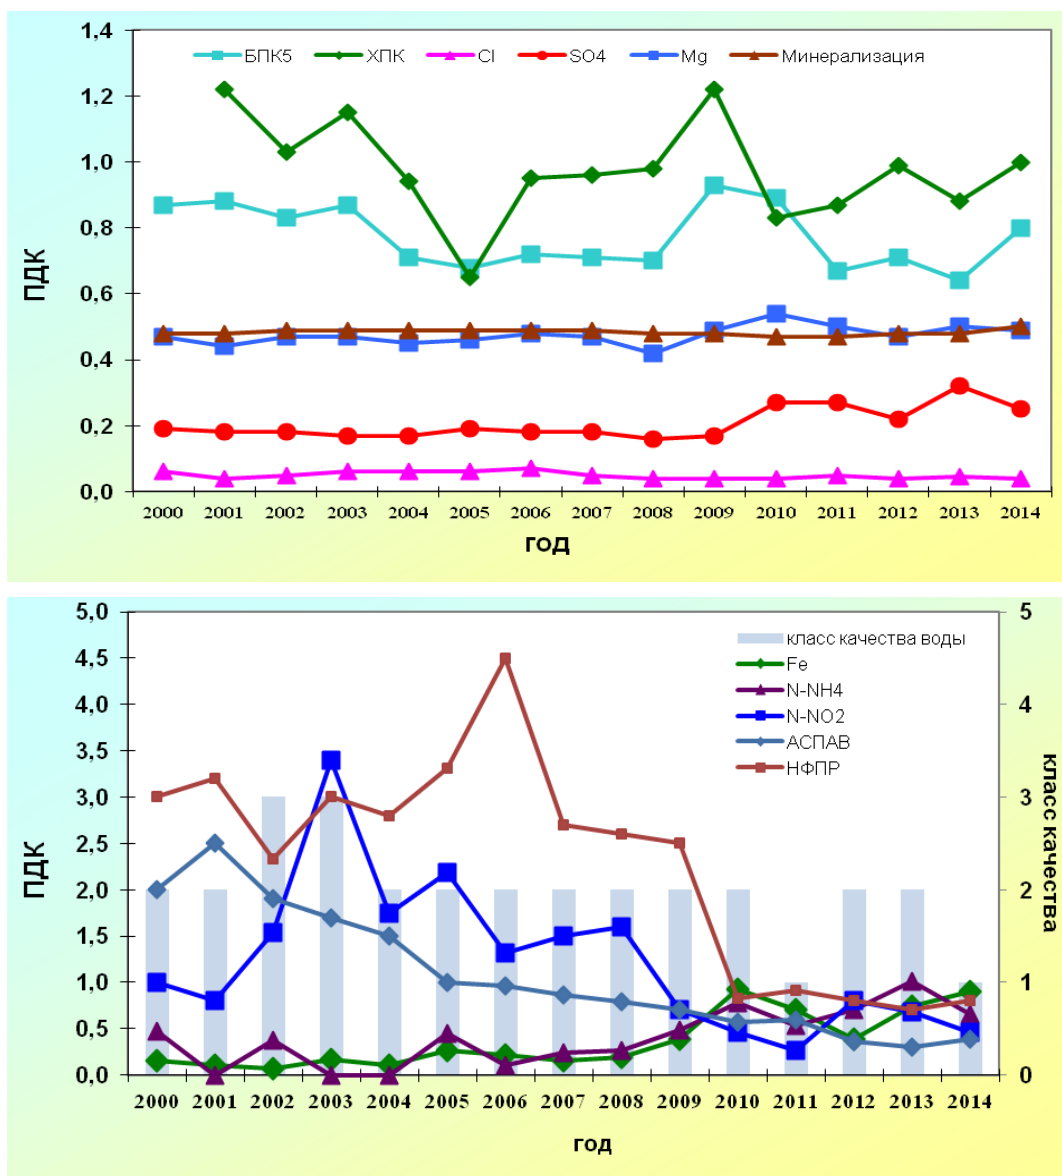 1,4
БПК5 ХПК Cl SO4 Mg Минерализация
1,2
1,0
0,8
ПДК
0,6
0,4
0,2
0,0
2000 2001 2002 2003 2004 2005 2006 2007 2008 2009 2010 2011 2012 2013 2014
год
5,0 5
класс качества воды
4,5
Fe
N-NH4
4,0 4
N-NO2
АСПАВ
3,5
НФПР
3,0 3
2,5
ПДК
класс качества
2,0 2
1,5
1,0 1
0,5
0,0 0
2000 2001 2002 2003 2004 2005 2006 2007 2008 2009 2010 2011 2012 2013 2014
год